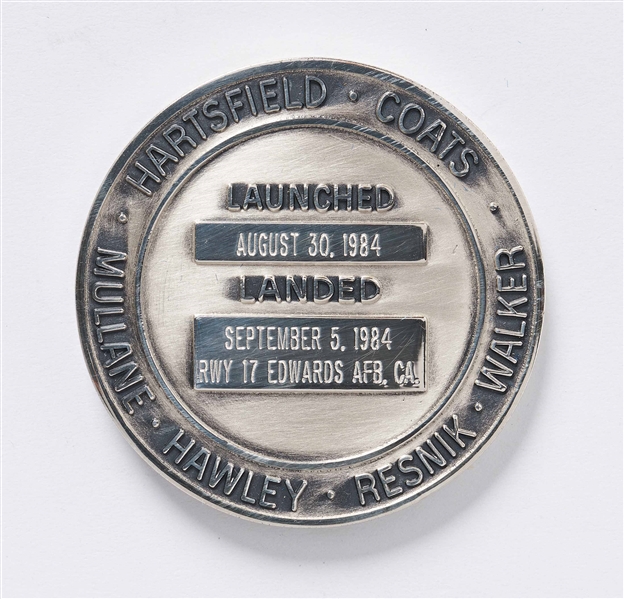 HARTSFIELD · COATS · WALKER · RESNIK · HAWLEY · MULLANE ·
LAUNCHED
AUGUST 30, 1984
LANDED
SEPTEMBER 5, 1984
RWY 17 EDWARDS AFB, CA.